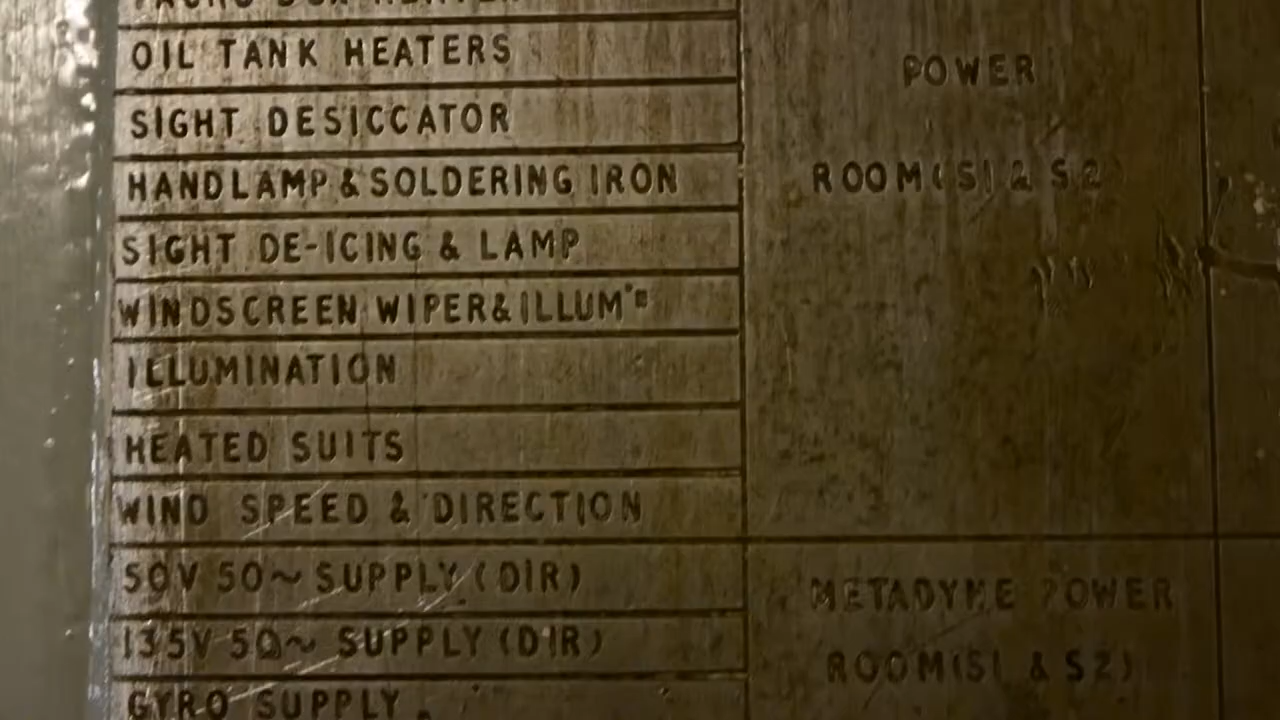 OIL TANK HEATERS
SIGHT DESICCATOR
HANDLAMP & SOLDERING IRON
SIGHT DE-ICING & LAMP
WINDSCREEN WIPER & ILLUM'N
ILLUMINATION
HEATED SUITS
WIND SPEED & DIRECTION
50V 50~ SUPPLY (DIR)
135V 50~ SUPPLY (DIR)
GYRO SUPPLY
POWER
ROOM (S1 & S2)
METADYNE POWER
ROOM (S1 & S2)